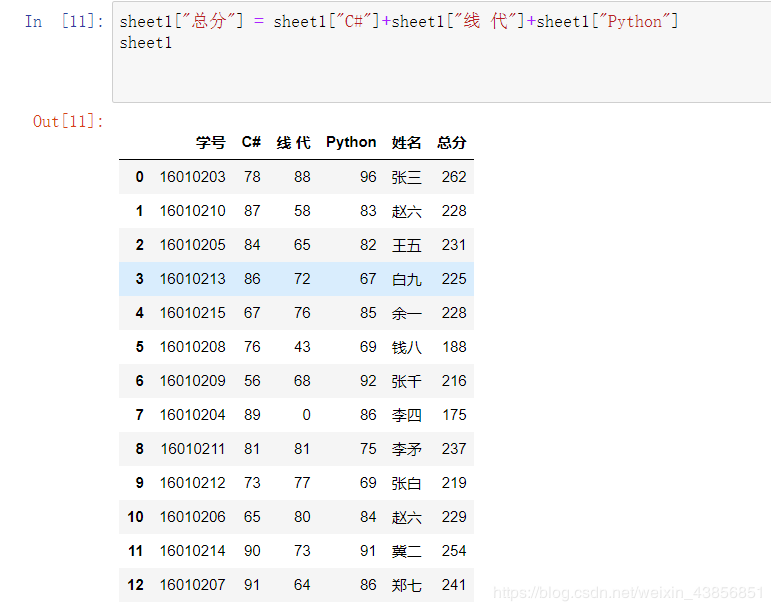 In [11]: sheet1["总分"] = sheet1["C#"]+sheet1["线 代"]+sheet1["Python"]
sheet1
Out[11]:
学号 C# 线 代 Python 姓名 总分
0 16010203 78 88 96 张三 262
1 16010210 87 58 83 赵六 228
2 16010205 84 65 82 王五 231
3 16010213 86 72 67 白九 225
4 16010215 67 76 85 余一 228
5 16010208 76 43 69 钱八 188
6 16010209 56 68 92 张千 216
7 16010204 89 0 86 李四 175
8 16010211 81 81 75 李矛 237
9 16010212 73 77 69 张白 219
10 16010206 65 80 84 赵六 229
11 16010214 90 73 91 冀二 254
12 16010207 91 64 86 郑七 241
https://blog.csdn.net/weixin_43856851